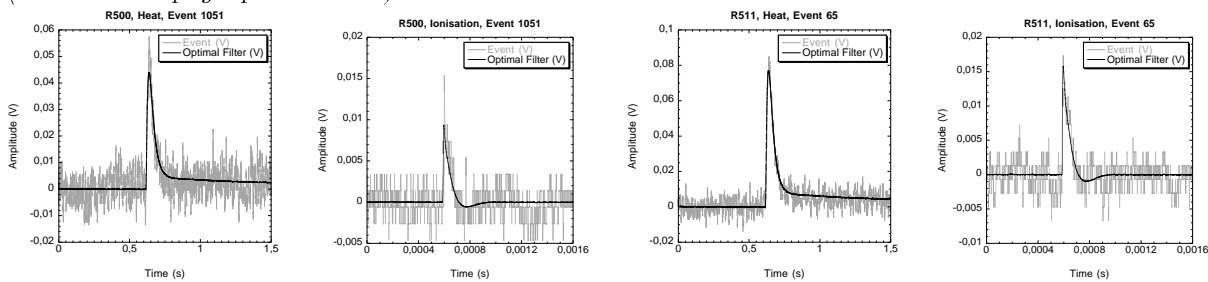 R500, Heat, Event 1051
Event (V)
Optimal Filter (V)
Amplitude (V)
0,06
0,05
0,04
0,03
0,02
0,01
0
-0,01
-0,02
0 0,5 1 1,5
Time (s)
R500, Ionisation, Event 1051
Event (V)
Optimal Filter (V)
Amplitude (V)
0,02
0,015
0,01
0,005
0
-0,005
0 0,0004 0,0008 0,0012 0,0016
Time (s)
R511, Heat, Event 65
Event (V)
Optimal Filter (V)
Amplitude (V)
0,1
0,08
0,06
0,04
0,02
0
-0,02
0 0,5 1 1,5
Time (s)
R511, Ionisation, Event 65
Event (V)
Optimal Filter (V)
Amplitude (V)
0,02
0,015
0,01
0,005
0
-0,005
-0,01
0 0,0004 0,0008 0,0012 0,0016
Time (s)